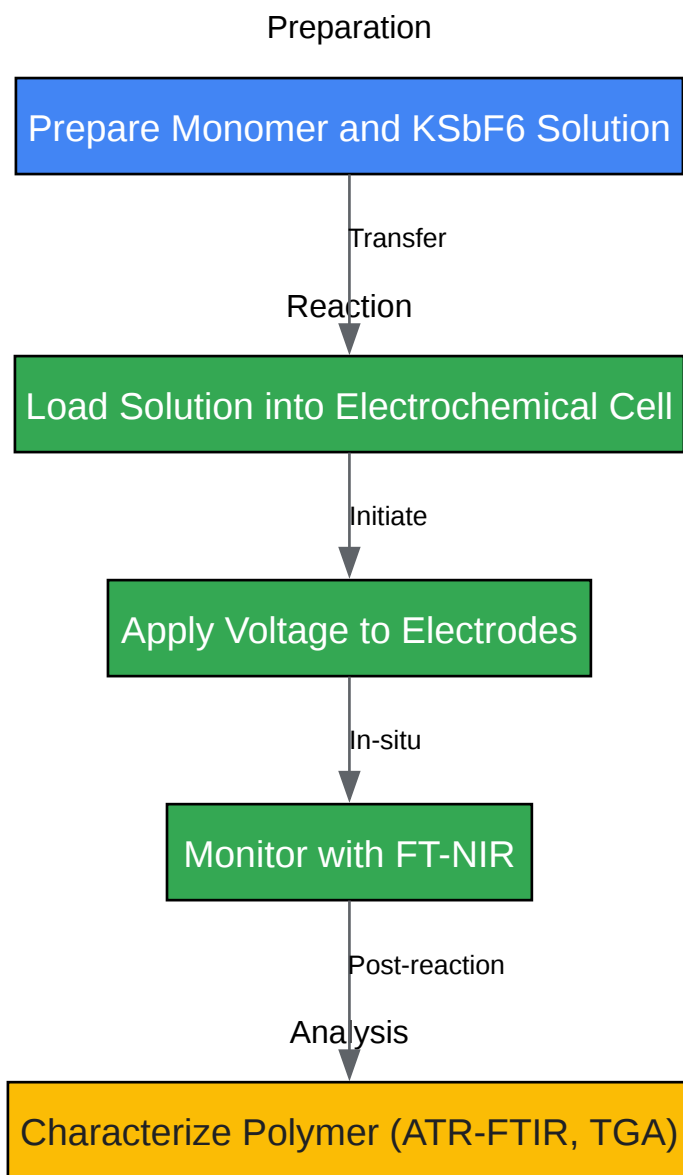 Preparation
Prepare Monomer and KSbF6 Solution
Transfer
Reaction
Load Solution into Electrochemical Cell
Initiate
Apply Voltage to Electrodes
In-situ
Monitor with FT-NIR
Post-reaction
Analysis
Characterize Polymer (ATR-FTIR, TGA)